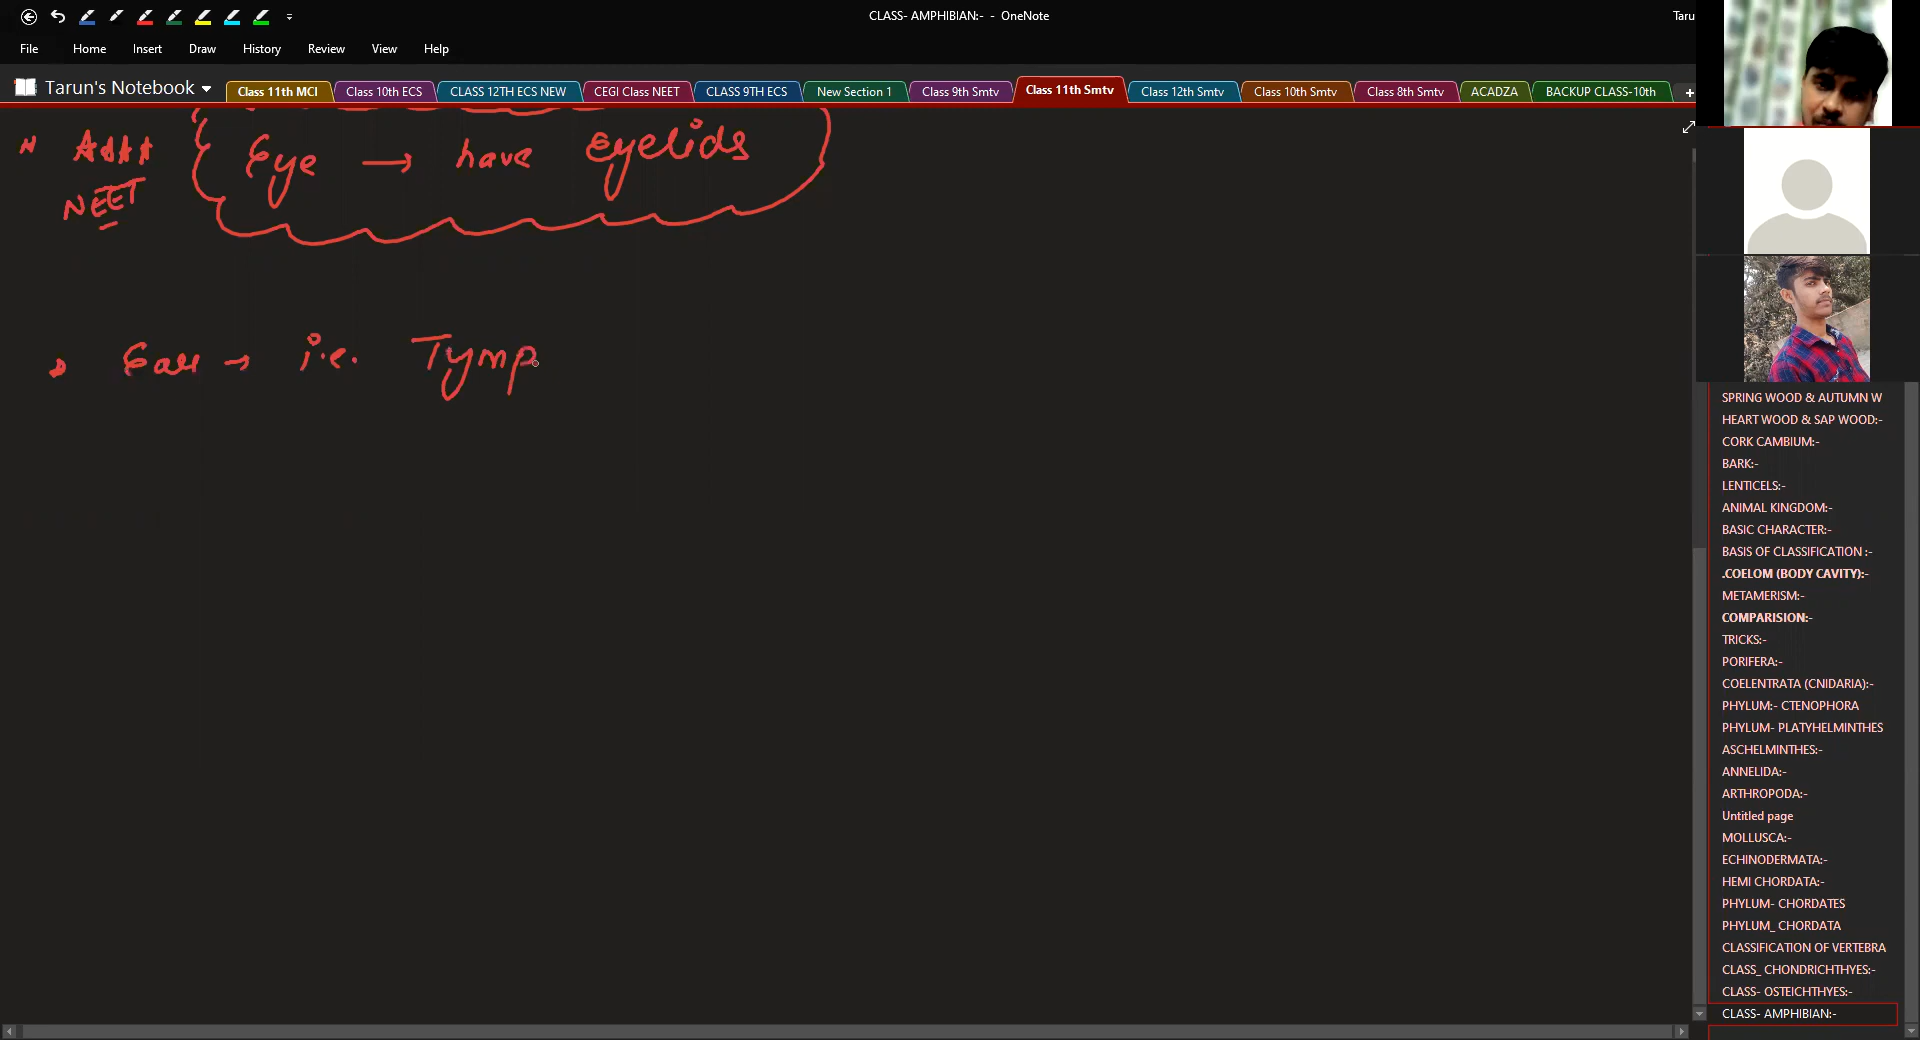 CLASS- AMPHIBIAN:- - OneNote
Taru
File Home Insert Draw History Review View Help
Tarun's Notebook
Class 11th MCI Class 10th ECS CLASS 12TH ECS NEW CEGI Class NEET CLASS 9TH ECS New Section 1 Class 9th Smtv Class 11th Smtv Class 12th Smtv Class 10th Smtv Class 8th Smtv ACADZA BACKUP CLASS-10th +
Eye → have eyelids
NEET
Ear → i.e. Tymp
SPRING WOOD & AUTUMN W
HEART WOOD & SAP WOOD:-
CORK CAMBIUM:-
BARK:-
LENTICELS:-
ANIMAL KINGDOM:-
BASIC CHARACTER:-
BASIS OF CLASSIFICATION :-
.COELOM (BODY CAVITY):-
METAMERISM:-
COMPARISION:-
TRICKS:-
PORIFERA:-
COELENTRATA (CNIDARIA):-
PHYLUM:- CTENOPHORA
PHYLUM- PLATYHELMINTHES
ASCHELMINTHES:-
ANNELIDA:-
ARTHROPODA:-
Untitled page
MOLLUSCA:-
ECHINODERMATA:-
HEMI CHORDATA:-
PHYLUM- CHORDATES
PHYLUM_ CHORDATA
CLASSIFICATION OF VERTEBRA
CLASS_ CHONDRICHTHYES:-
CLASS- OSTEICHTHYES:-
CLASS- AMPHIBIAN:-